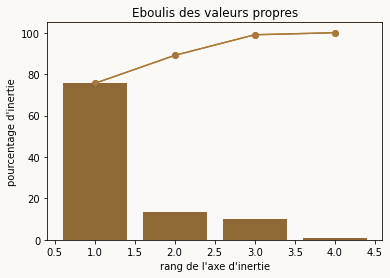 Eboulis des valeurs propres
100
80
60
40
20
0
pourcentage d'inertie
0.5 1.0 1.5 2.0 2.5 3.0 3.5 4.0 4.5
rang de l'axe d'inertie